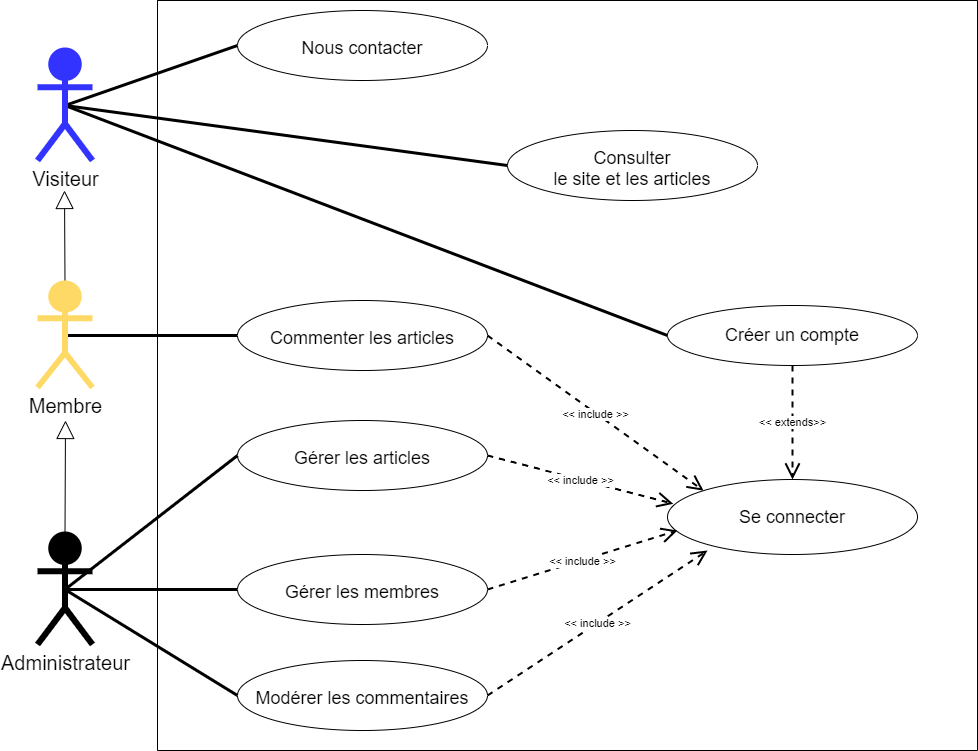 Nous contacter
Consulter
le site et les articles
Visiteur
Créer un compte
Commenter les articles
Membre
<< include >>
<< extends>>
Gérer les articles
<< include >>
Se connecter
<< include >>
Gérer les membres
<< include >>
Administrateur
Modérer les commentaires